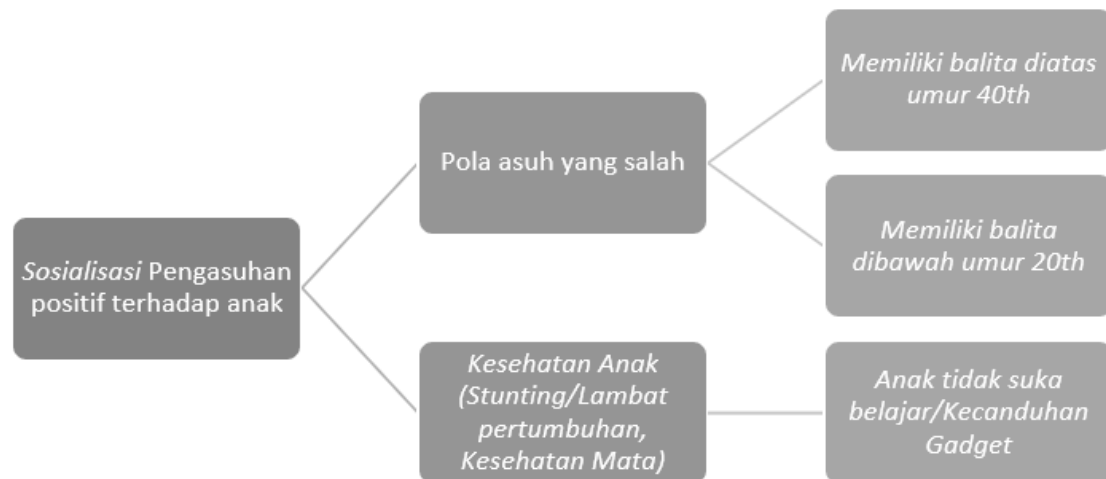 Sosialisasi Pengasuhan
positif terhadap anak
Pola asuh yang salah
Memiliki balita diatas
umur 40th
Memiliki balita
dibawah umur 20th
Kesehatan Anak
(Stunting/Lambat
pertumbuhan,
Kesehatan Mata)
Anak tidak suka
belajar/Kecanduhan
Gadget